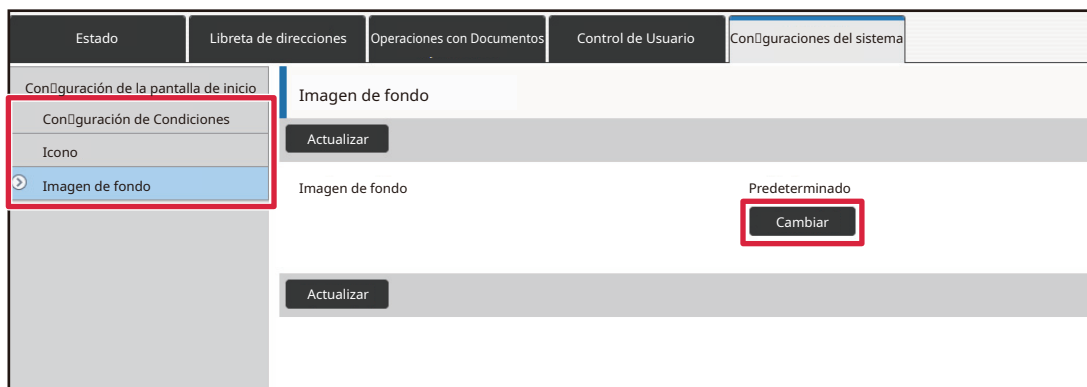 Estado
Libreta de direcciones
Operaciones con Documentos
Control de Usuario
Con▯guraciones del sistema
Con▯guración de la pantalla de inicio
Con▯guración de Condiciones
Icono
Imagen de fondo
Imagen de fondo
Actualizar
Imagen de fondo
Predeterminado
Cambiar
Actualizar